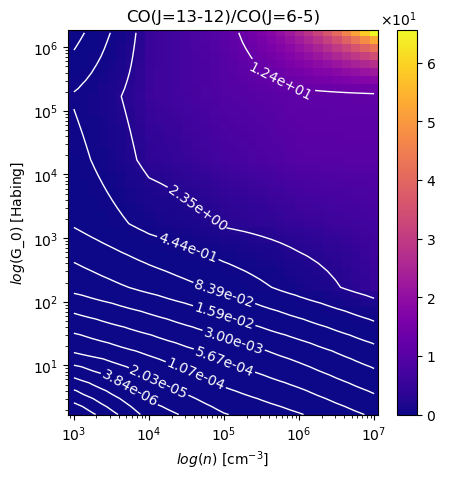 CO(J=13-12)/CO(J=6-5)
×10¹
10⁶
10⁵
10⁴
10³
10²
10¹
log(G_0) [Habing]
1.24e+01
2.35e+00
4.44e-01
8.39e-02
1.59e-02
3.00e-03
5.67e-04
1.07e-04
2.03e-05
3.84e-06
6
5
4
3
2
1
0
10³
10⁴
10⁵
10⁶
10⁷
log(n) [cm⁻³]